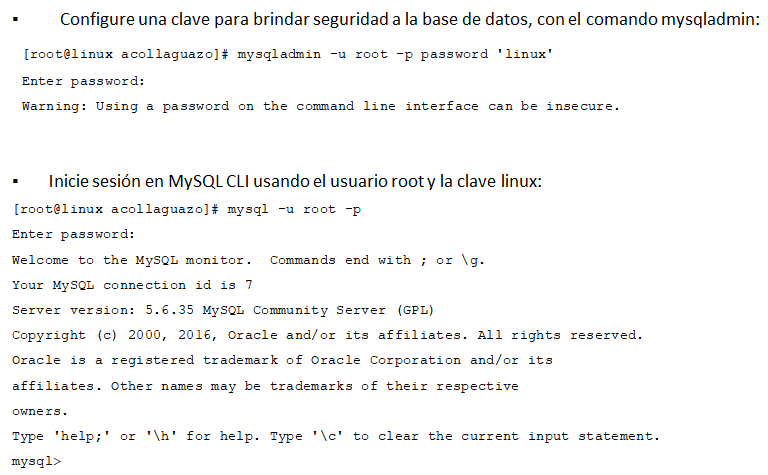 ▪ Configure una clave para brindar seguridad a la base de datos, con el comando mysqladmin:
[root@linux acollaguazo]# mysqladmin -u root -p password 'linux'
Enter password:
Warning: Using a password on the command line interface can be insecure.
▪ Inicie sesión en MySQL CLI usando el usuario root y la clave linux:
[root@linux acollaguazo]# mysql -u root -p
Enter password:
Welcome to the MySQL monitor.  Commands end with ; or \g.
Your MySQL connection id is 7
Server version: 5.6.35 MySQL Community Server (GPL)
Copyright (c) 2000, 2016, Oracle and/or its affiliates. All rights reserved.
Oracle is a registered trademark of Oracle Corporation and/or its
affiliates. Other names may be trademarks of their respective
owners.
Type 'help;' or '\h' for help. Type '\c' to clear the current input statement.
mysql>